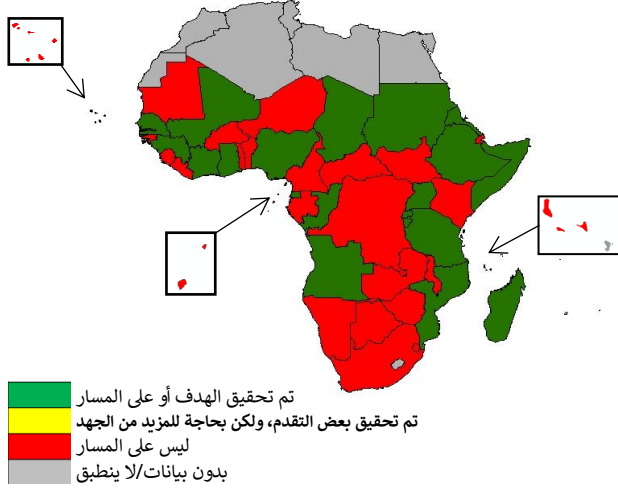 تم تحقيق الهدف أو على المسار
تم تحقيق بعض التقدم، ولكن بحاجة للمزيد من الجهد
ليس على المسار
بدون بيانات/لا ينطبق